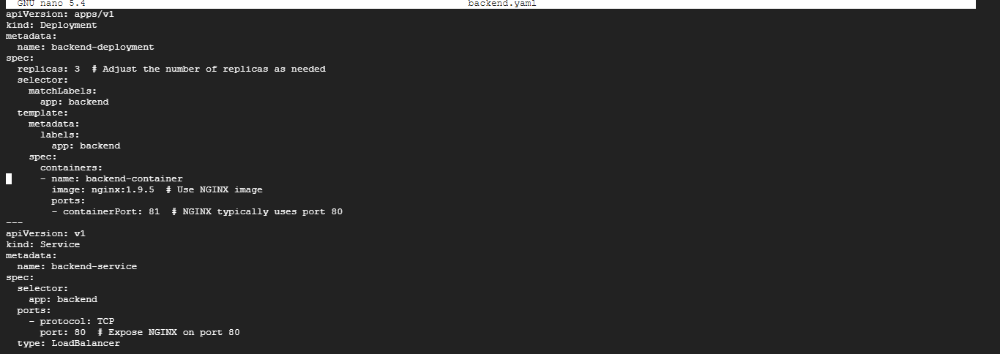 GNU nano 5.4 backend.yaml
apiVersion: apps/v1
kind: Deployment
metadata:
  name: backend-deployment
spec:
  replicas: 3  # Adjust the number of replicas as needed
  selector:
    matchLabels:
      app: backend
  template:
    metadata:
      labels:
        app: backend
    spec:
      containers:
      - name: backend-container
        image: nginx:1.9.5  # Use NGINX image
        ports:
        - containerPort: 81  # NGINX typically uses port 80
---
apiVersion: v1
kind: Service
metadata:
  name: backend-service
spec:
  selector:
    app: backend
  ports:
    - protocol: TCP
      port: 80  # Expose NGINX on port 80
  type: LoadBalancer